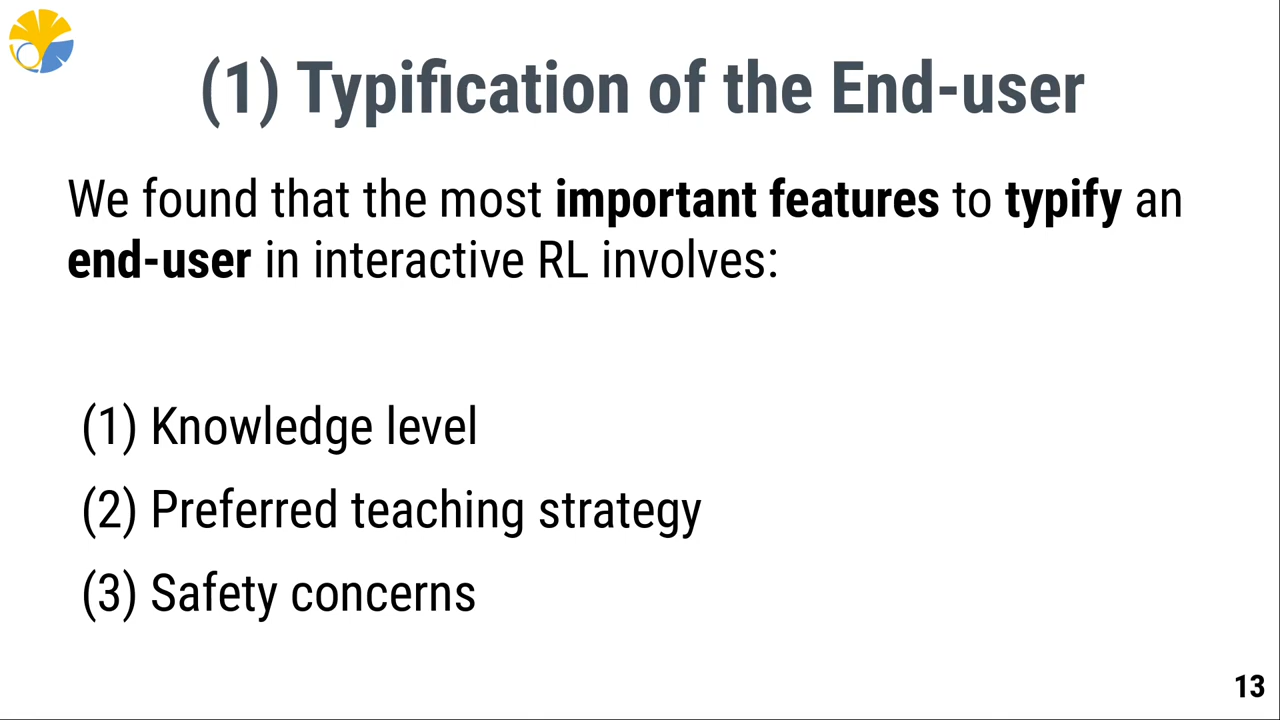 (1) Typification of the End-user
We found that the most important features to typify an
end-user in interactive RL involves:
(1) Knowledge level
(2) Preferred teaching strategy
(3) Safety concerns
13